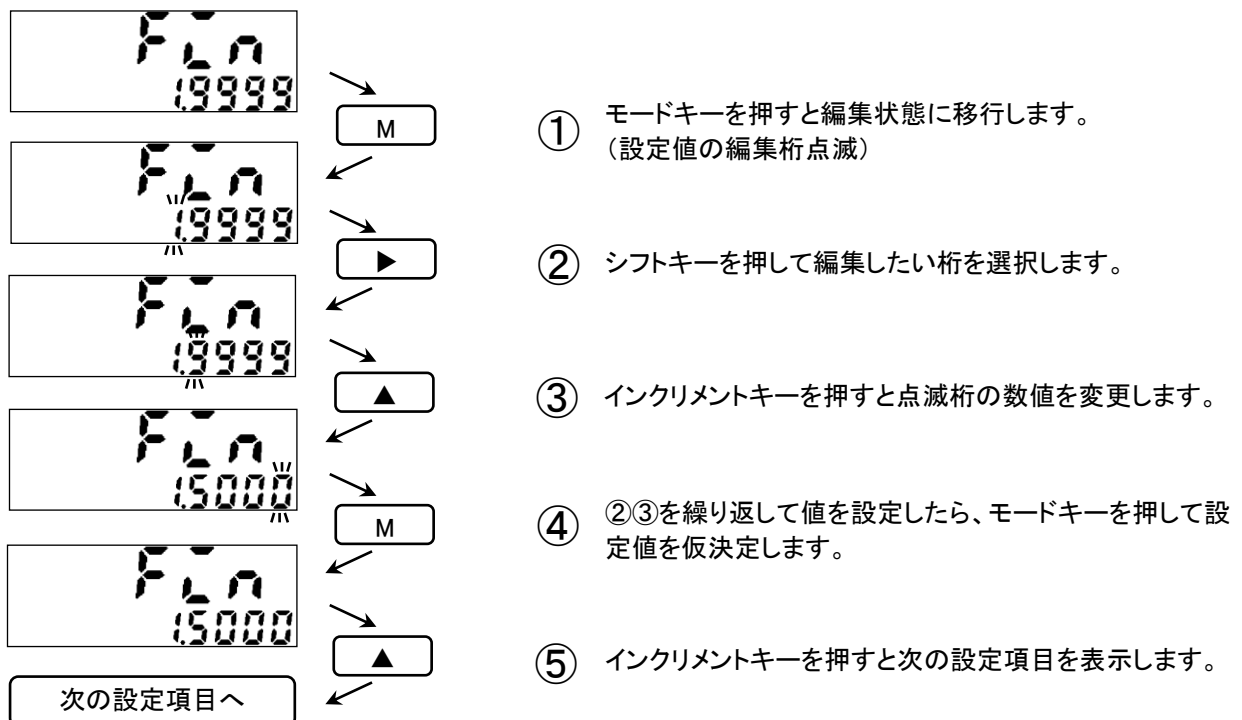 FIn
1.9999
M
① モードキーを押すと編集状態に移行します。
（設定値の編集桁点滅）
FIn
1.9999
▶
② シフトキーを押して編集したい桁を選択します。
FIn
1.9999
▲
③ インクリメントキーを押すと点滅桁の数値を変更します。
FIn
1.5000
M
④ ②③を繰り返して値を設定したら、モードキーを押して設
定値を仮決定します。
FIn
1.5000
▲
⑤ インクリメントキーを押すと次の設定項目を表示します。
次の設定項目へ